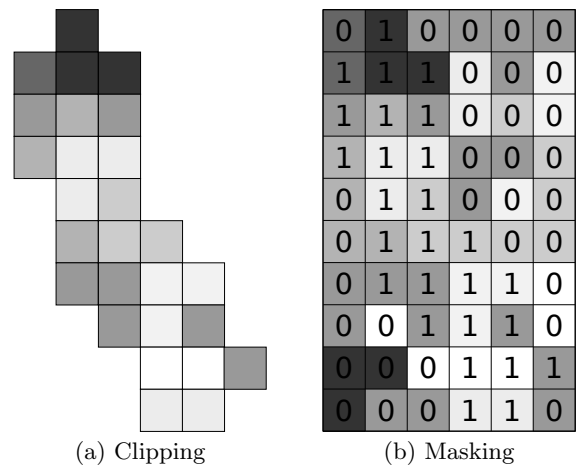 0 1 0 0 0 0
1 1 1 0 0 0
1 1 1 0 0 0
1 1 1 0 0 0
0 1 1 0 0 0
0 1 1 1 0 0
0 1 1 1 1 0
0 0 1 1 1 0
0 0 0 1 1 1
0 0 0 1 1 0
(a) Clipping (b) Masking